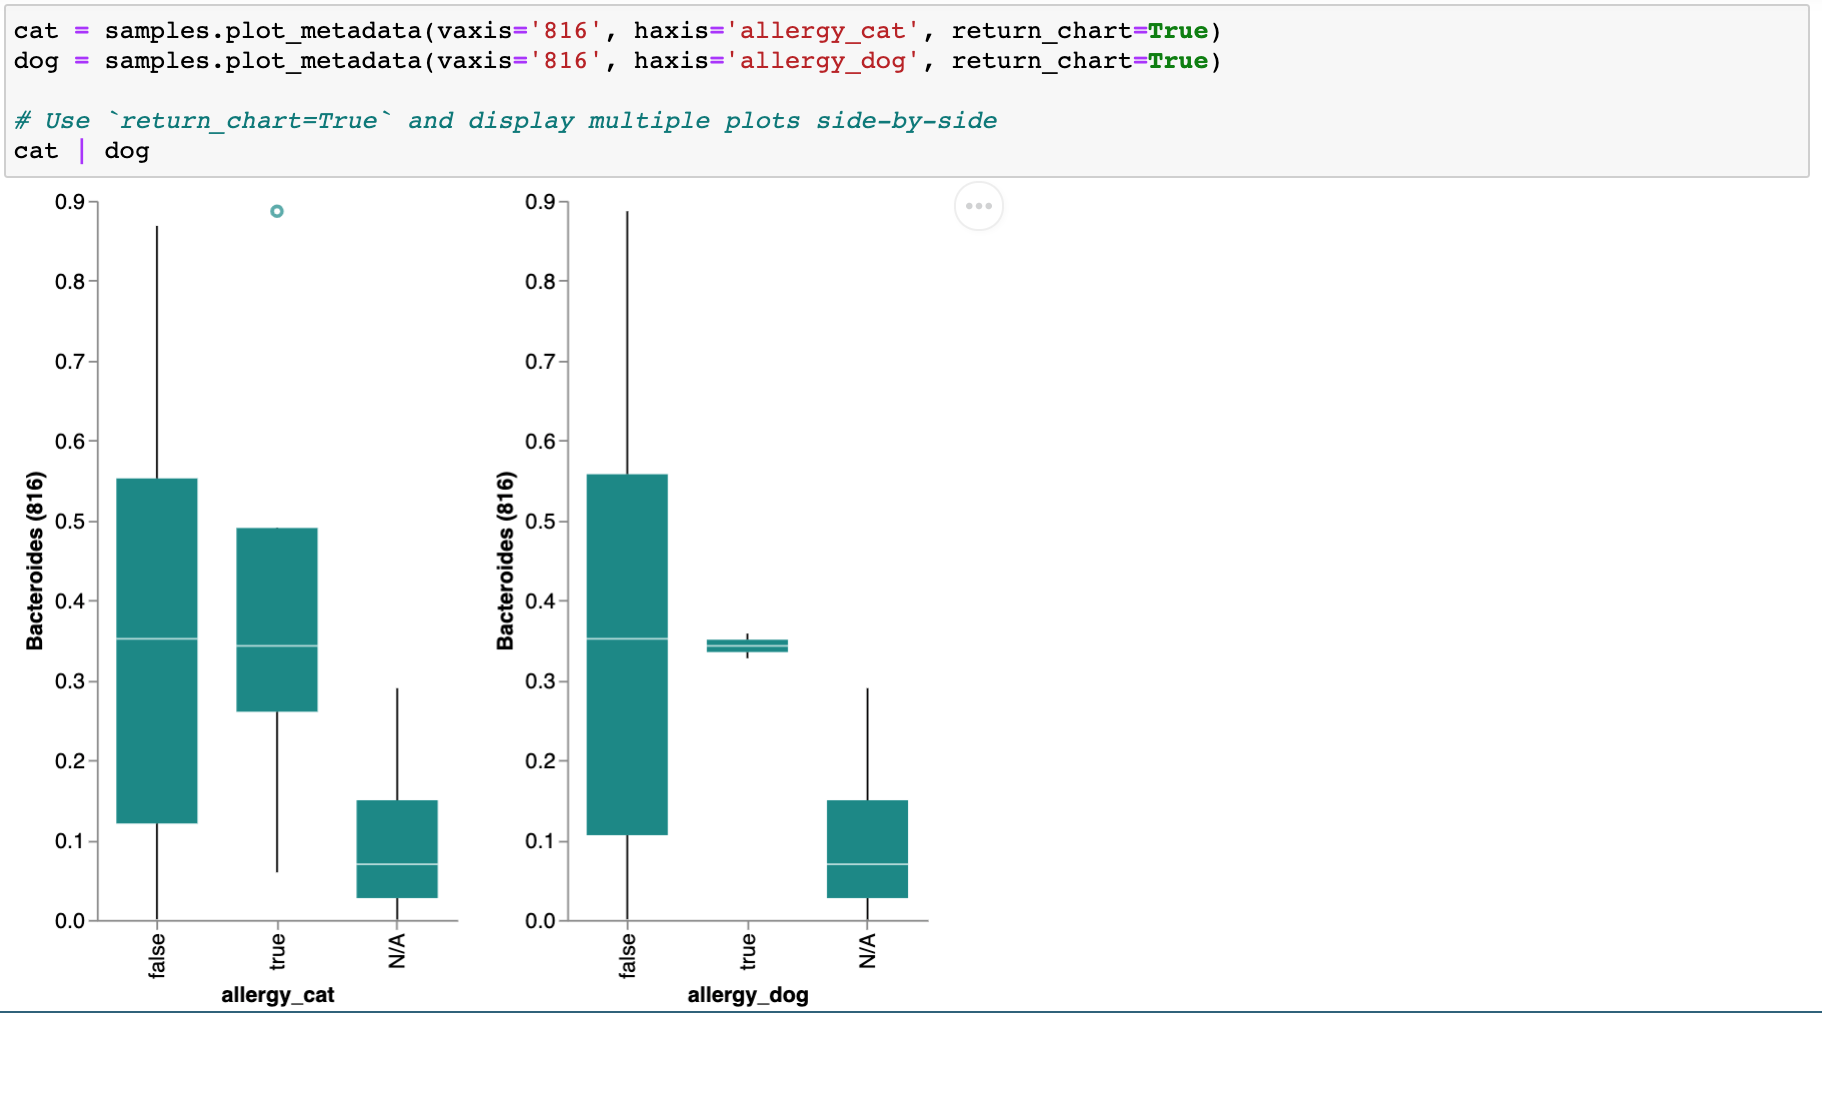 cat = samples.plot_metadata(vaxis='816', haxis='allergy_cat', return_chart=True)
dog = samples.plot_metadata(vaxis='816', haxis='allergy_dog', return_chart=True)
# Use `return_chart=True` and display multiple plots side-by-side
cat | dog
0.9
0.8
0.7
0.6
0.5
0.4
0.3
0.2
0.1
0.0
Bacteroides (816)
false
true
N/A
allergy_cat
0.9
0.8
0.7
0.6
0.5
0.4
0.3
0.2
0.1
0.0
Bacteroides (816)
false
true
N/A
allergy_dog